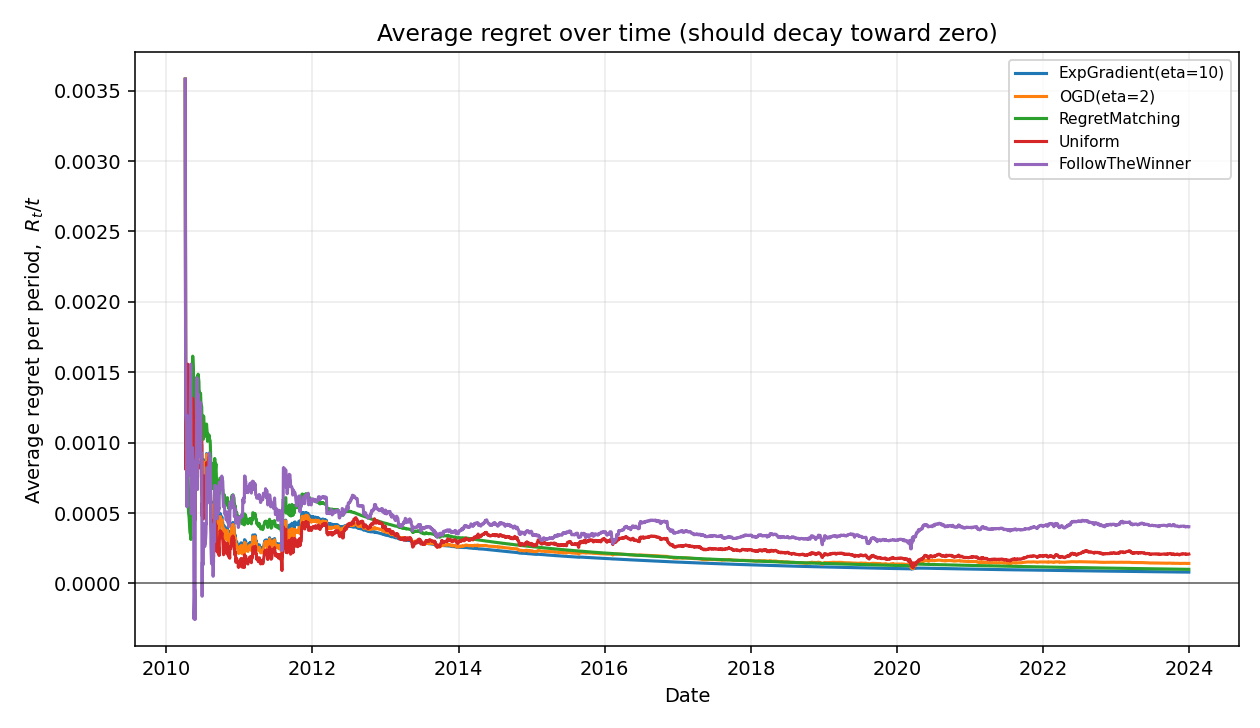 Average regret over time (should decay toward zero)
ExpGradient(eta=10)
OGD(eta=2)
RegretMatching
Uniform
FollowTheWinner
Average regret per period, R_t/t
0.0035
0.0030
0.0025
0.0020
0.0015
0.0010
0.0005
0.0000
2010 2012 2014 2016 2018 2020 2022 2024
Date